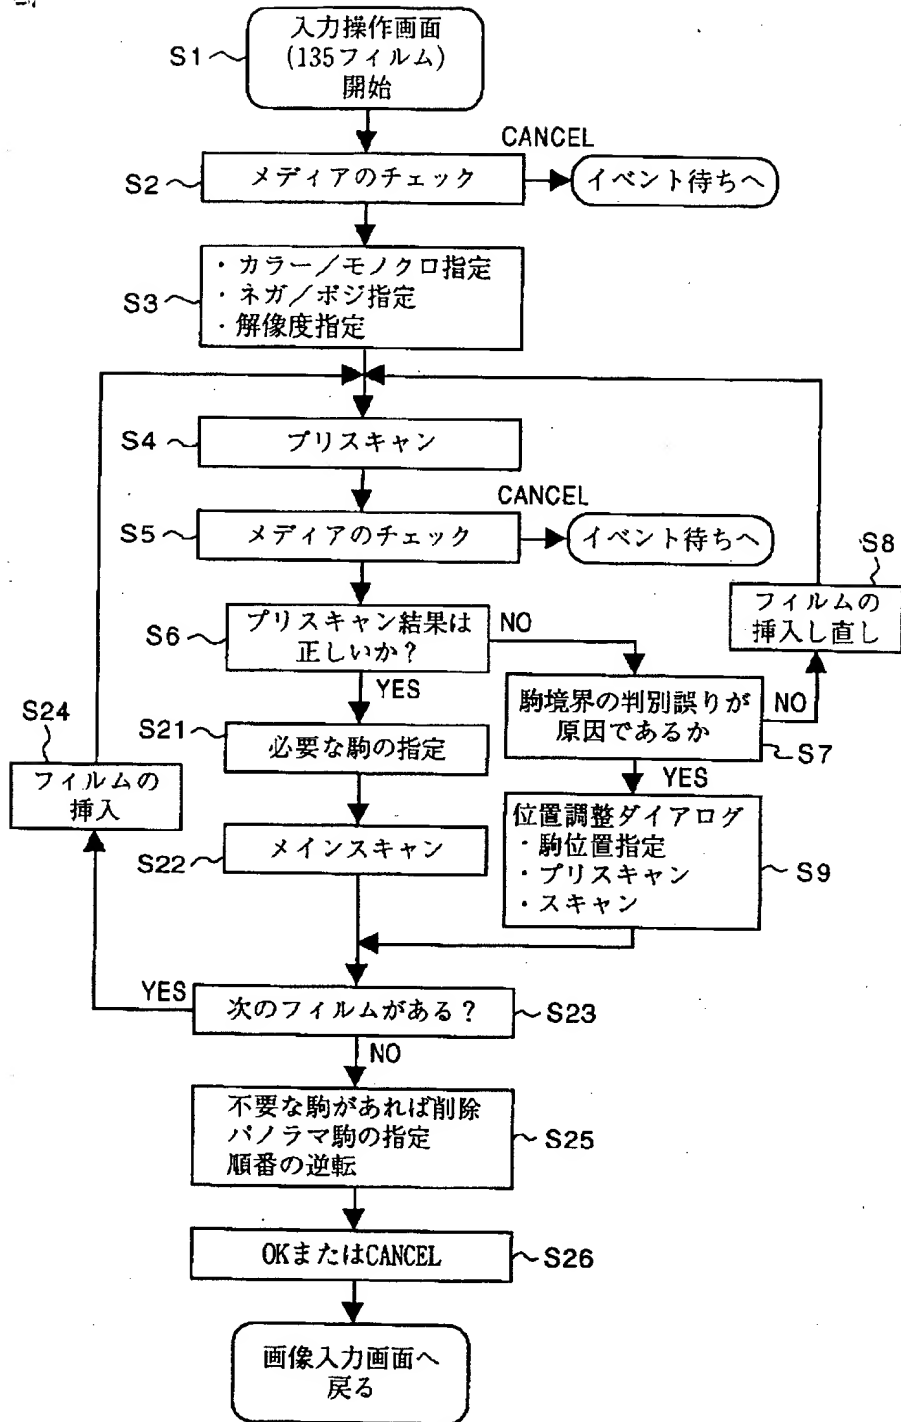 入力操作画面
S1
(135フィルム)
開始
CANCEL
S2
メディアのチェック
イベント待ちへ
S3
・カラー／モノクロ指定
・ネガ／ポジ指定
・解像度指定
S4
プリスキャン
CANCEL
S5
メディアのチェック
イベント待ちへ
S8
フィルムの
挿入し直し
S6
プリスキャン結果は
正しいか？
NO
YES
駒境界の判別誤りが
原因であるか
NO
S7
YES
S24
フィルムの
挿入
S21
必要な駒の指定
位置調整ダイアログ
・駒位置指定
・プリスキャン
・スキャン
S9
S22
メインスキャン
YES
次のフィルムがある？
S23
NO
不要な駒があれば削除
パノラマ駒の指定
順番の逆転
S25
OKまたはCANCEL
S26
画像入力画面へ
戻る